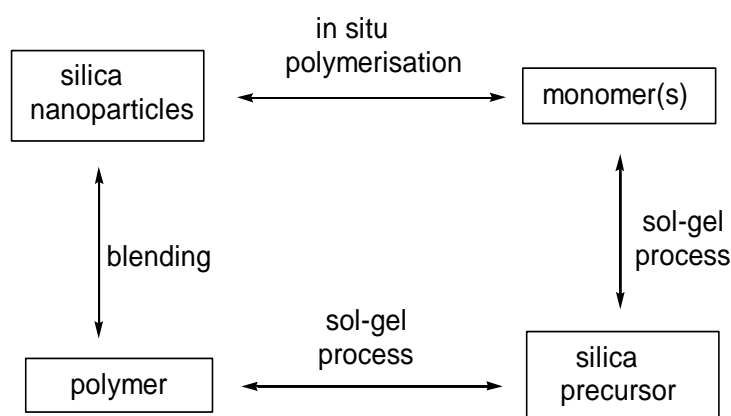 in situ
polymerisation
silica
nanoparticles
monomer(s)
blending
sol-gel
process
sol-gel
process
polymer
silica
precursor